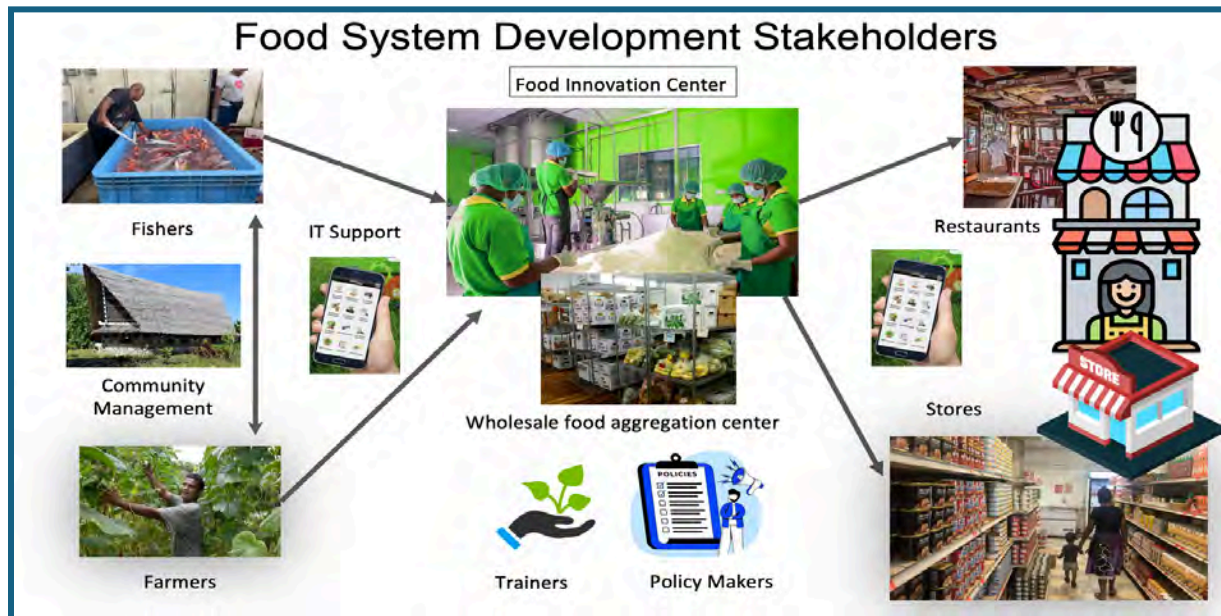 Food System Development Stakeholders
Food Innovation Center
Fishers
IT Support
Restaurants
Community
Management
Wholesale food aggregation center
Stores
STORE
POLICIES
Farmers
Trainers
Policy Makers